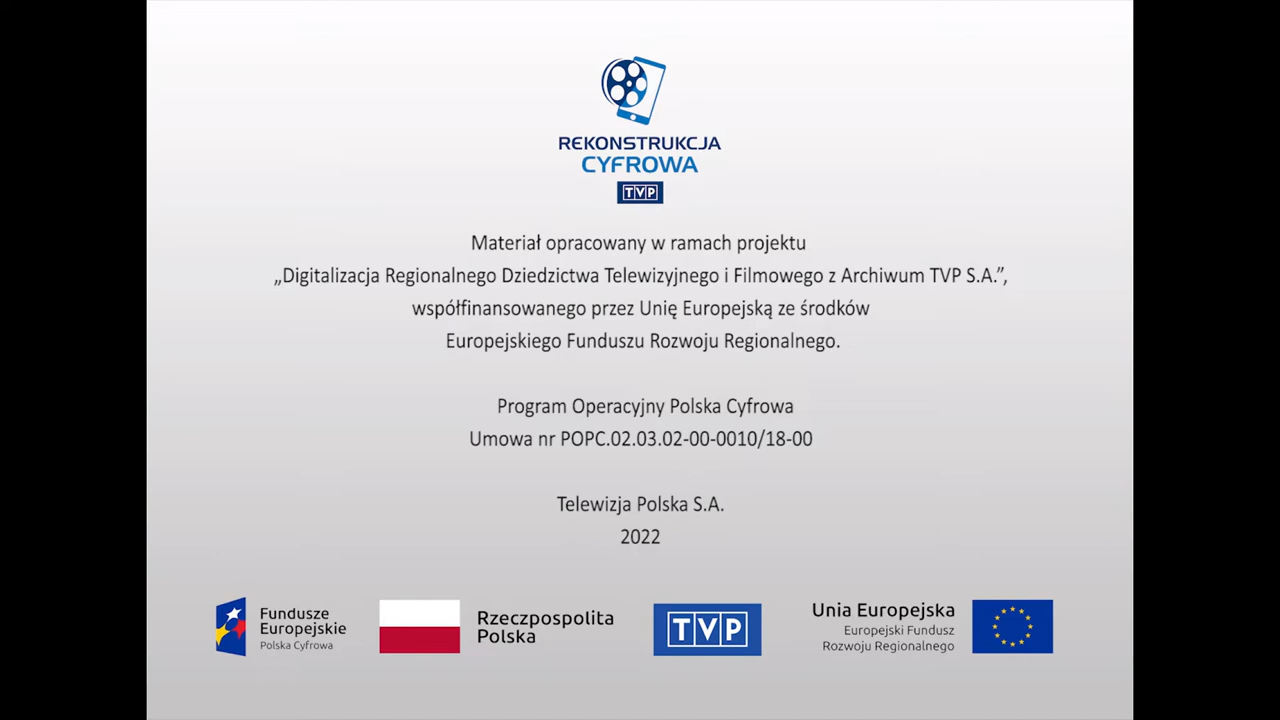 REKONSTRUKCJA
CYFROWA
TVP
Materiał opracowany w ramach projektu
„Digitalizacja Regionalnego Dziedzictwa Telewizyjnego i Filmowego z Archiwum TVP S.A.”,
współfinansowanego przez Unię Europejską ze środków
Europejskiego Funduszu Rozwoju Regionalnego.
Program Operacyjny Polska Cyfrowa
Umowa nr POPC.02.03.02-00-0010/18-00
Telewizja Polska S.A.
2022
Fundusze
Europejskie
Polska Cyfrowa
Rzeczpospolita
Polska
TVP
Unia Europejska
Europejski Fundusz
Rozwoju Regionalnego